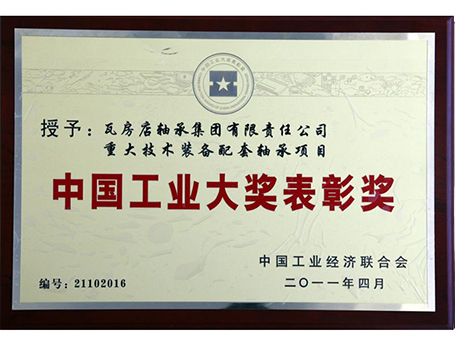 授予：瓦房店轴承集团有限责任公司
重大技术装备配套轴承项目
中国工业大奖表彰奖
中国工业经济联合会
编号：21102016
二〇一一年四月